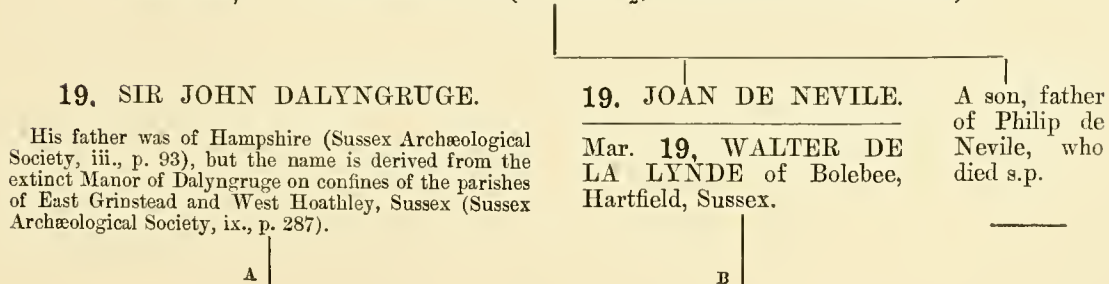 19. SIR JOHN DALYNGRUGE.
His father was of Hampshire (Sussex Archæological
Society, iii., p. 93), but the name is derived from the
extinct Manor of Dalyngruge on confines of the parishes
of East Grinstead and West Hoathley, Sussex (Sussex
Archæological Society, ix., p. 287).
A
19. JOAN DE NEVILE.
Mar. 19, WALTER DE
LA LYNDE of Bolebee,
Hartfield, Sussex.
B
A son, father
of Philip de
Nevile, who
died s.p.